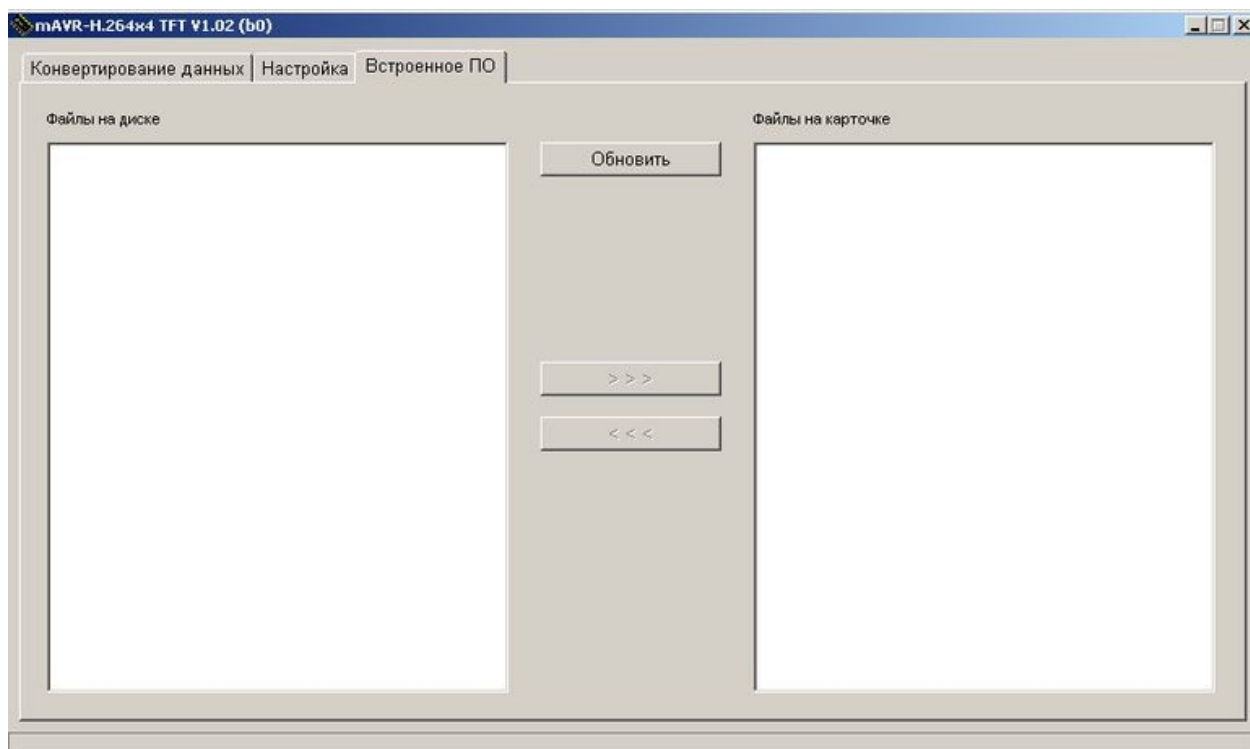 mAVR-H.264x4 TFT V1.02 (b0)
Конвертирование данных Настройка Встроенное ПО
Файлы на диске
Файлы на карточке
Обновить
> > >
< < <